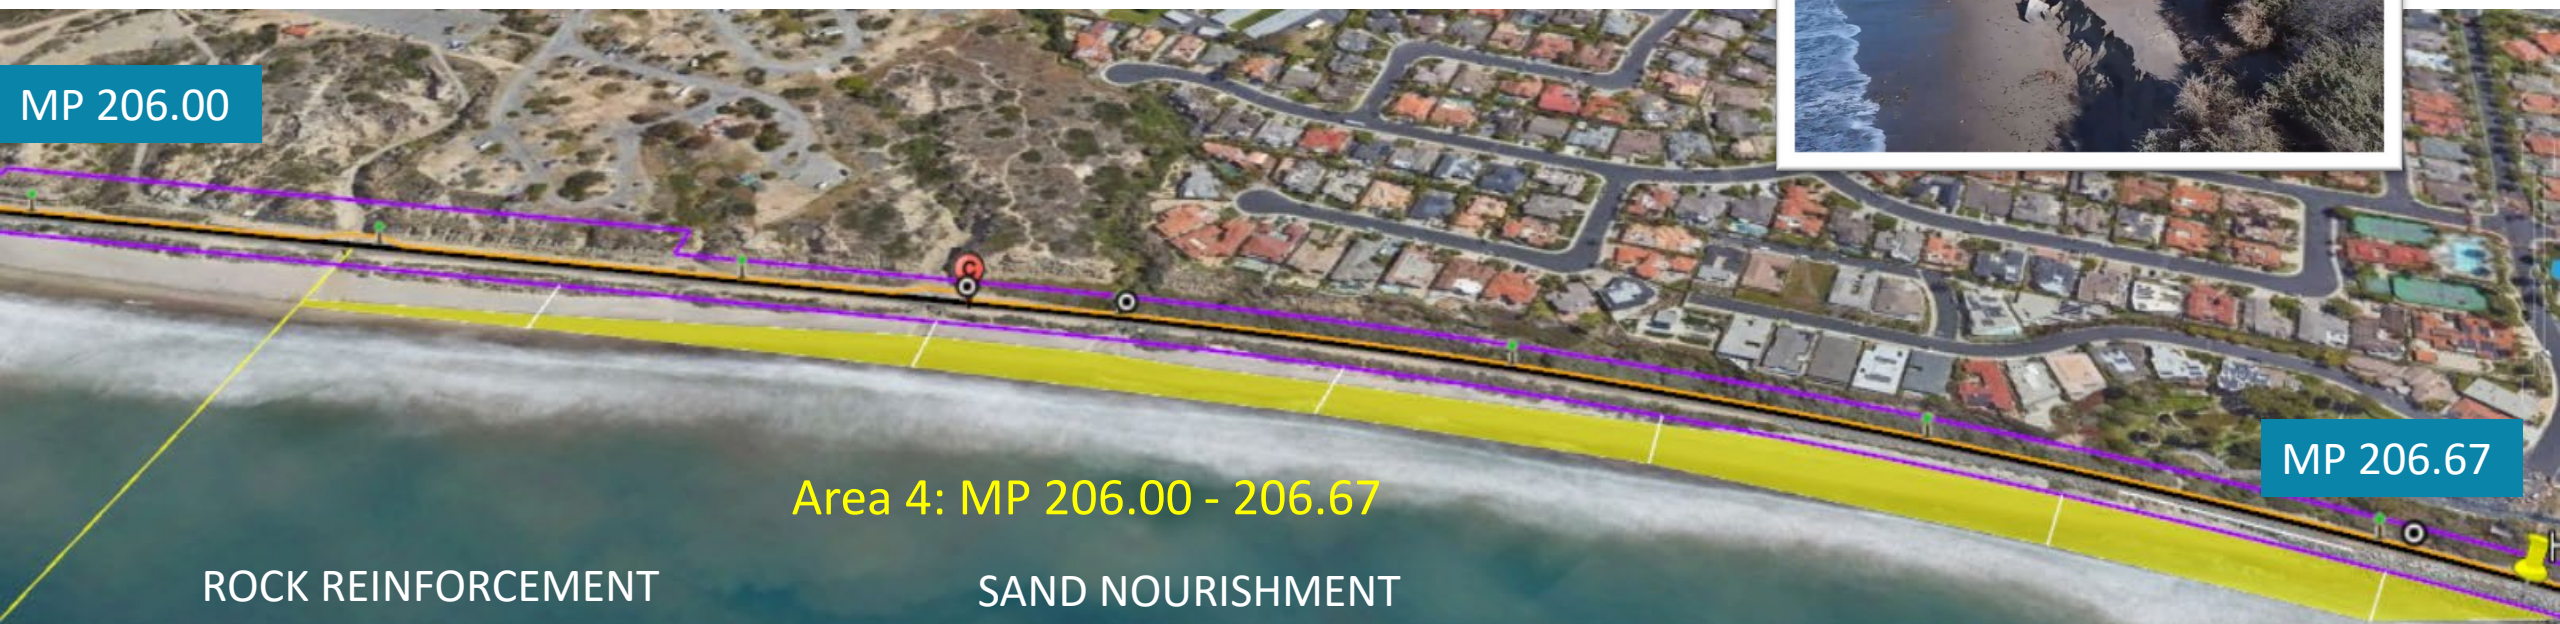 MP 206.00
C
MP 206.67
Area 4: MP 206.00 - 206.67
H
ROCK REINFORCEMENT
SAND NOURISHMENT